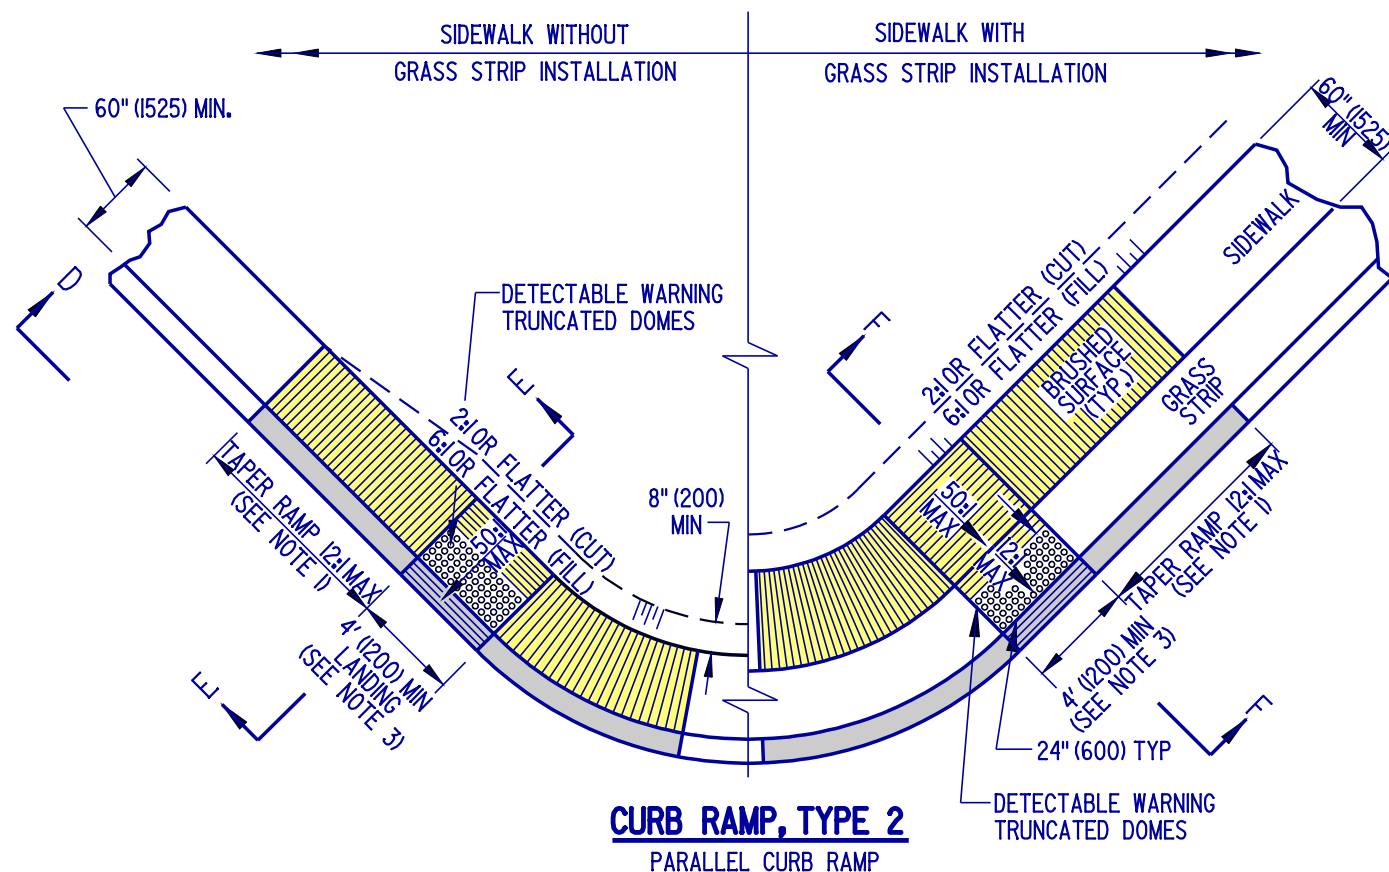 SIDEWALK WITHOUT
GRASS STRIP INSTALLATION
SIDEWALK WITH
GRASS STRIP INSTALLATION
60" (1525) MIN.
60" (1525)
MIN
D
DETECTABLE WARNING
TRUNCATED DOMES
E
F
2:1 OR FLATTER (CUT)
6:1 OR FLATTER (FILL)
2:1 OR FLATTER (CUT)
6:1 OR FLATTER (FILL)
SIDEWALK
BRUSHED
SURFACE
(TYP.)
GRASS
STRIP
TAPER RAMP 12:1 MAX
(SEE NOTE 1)
50:1
MAX
8" (200)
MIN
50:1
MAX
12:1
MAX
TAPER RAMP 12:1 MAX
(SEE NOTE 1)
4' (1200) MIN
LANDING
(SEE NOTE 3)
4' (1200) MIN
(SEE NOTE 3)
E
F
24" (600) TYP
DETECTABLE WARNING
TRUNCATED DOMES
CURB RAMP, TYPE 2
PARALLEL CURB RAMP